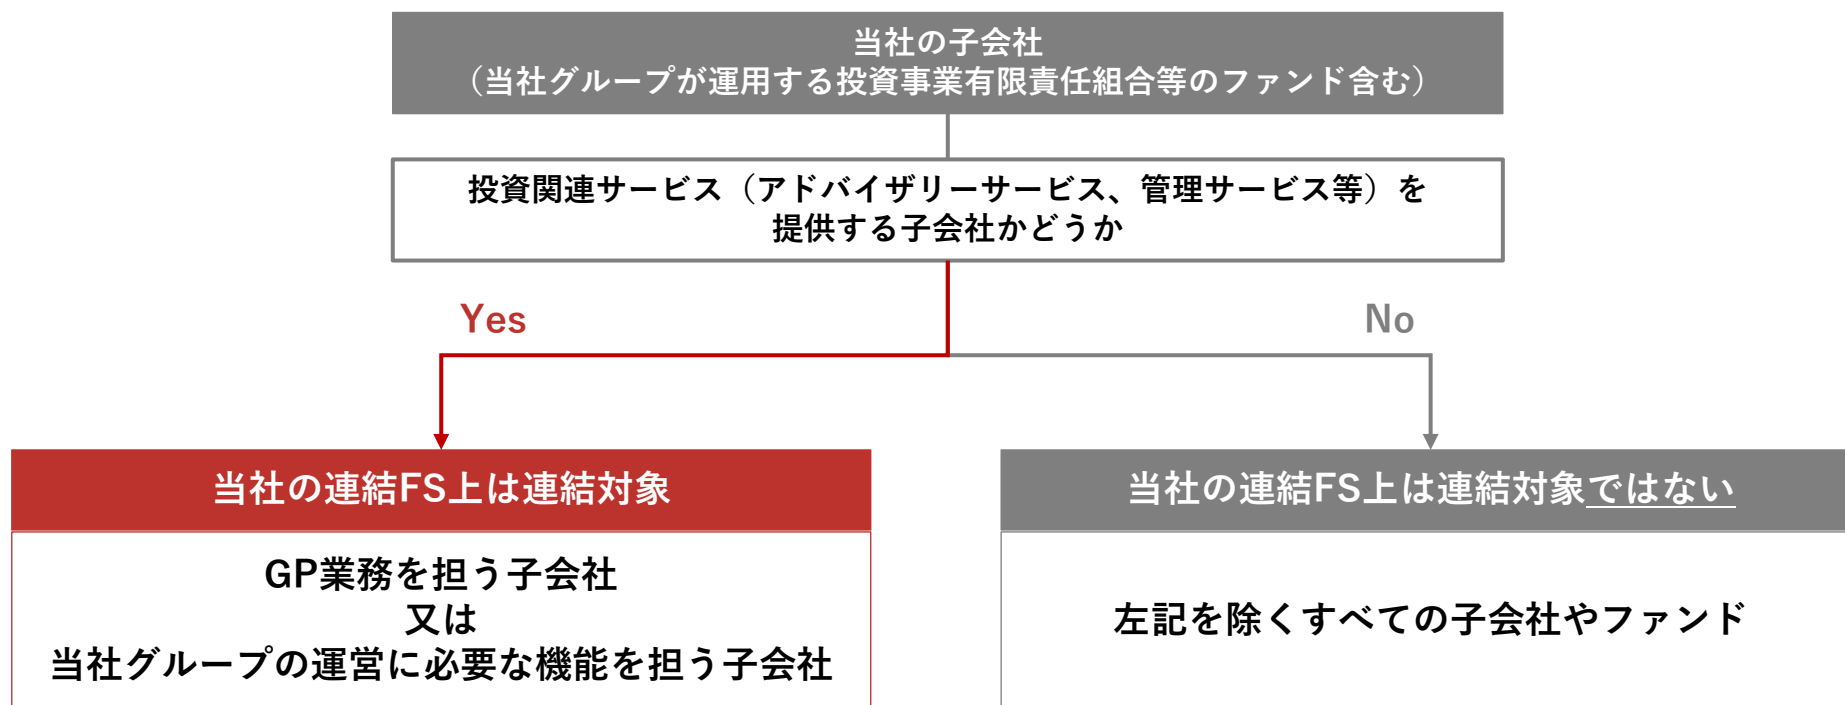 当社の子会社
（当社グループが運用する投資事業有限責任組合等のファンド含む）
投資関連サービス（アドバイザリーサービス、管理サービス等）を
提供する子会社かどうか
Yes
No
当社の連結FS上は連結対象
GP業務を担う子会社
又は
当社グループの運営に必要な機能を担う子会社
当社の連結FS上は連結対象ではない
左記を除くすべての子会社やファンド